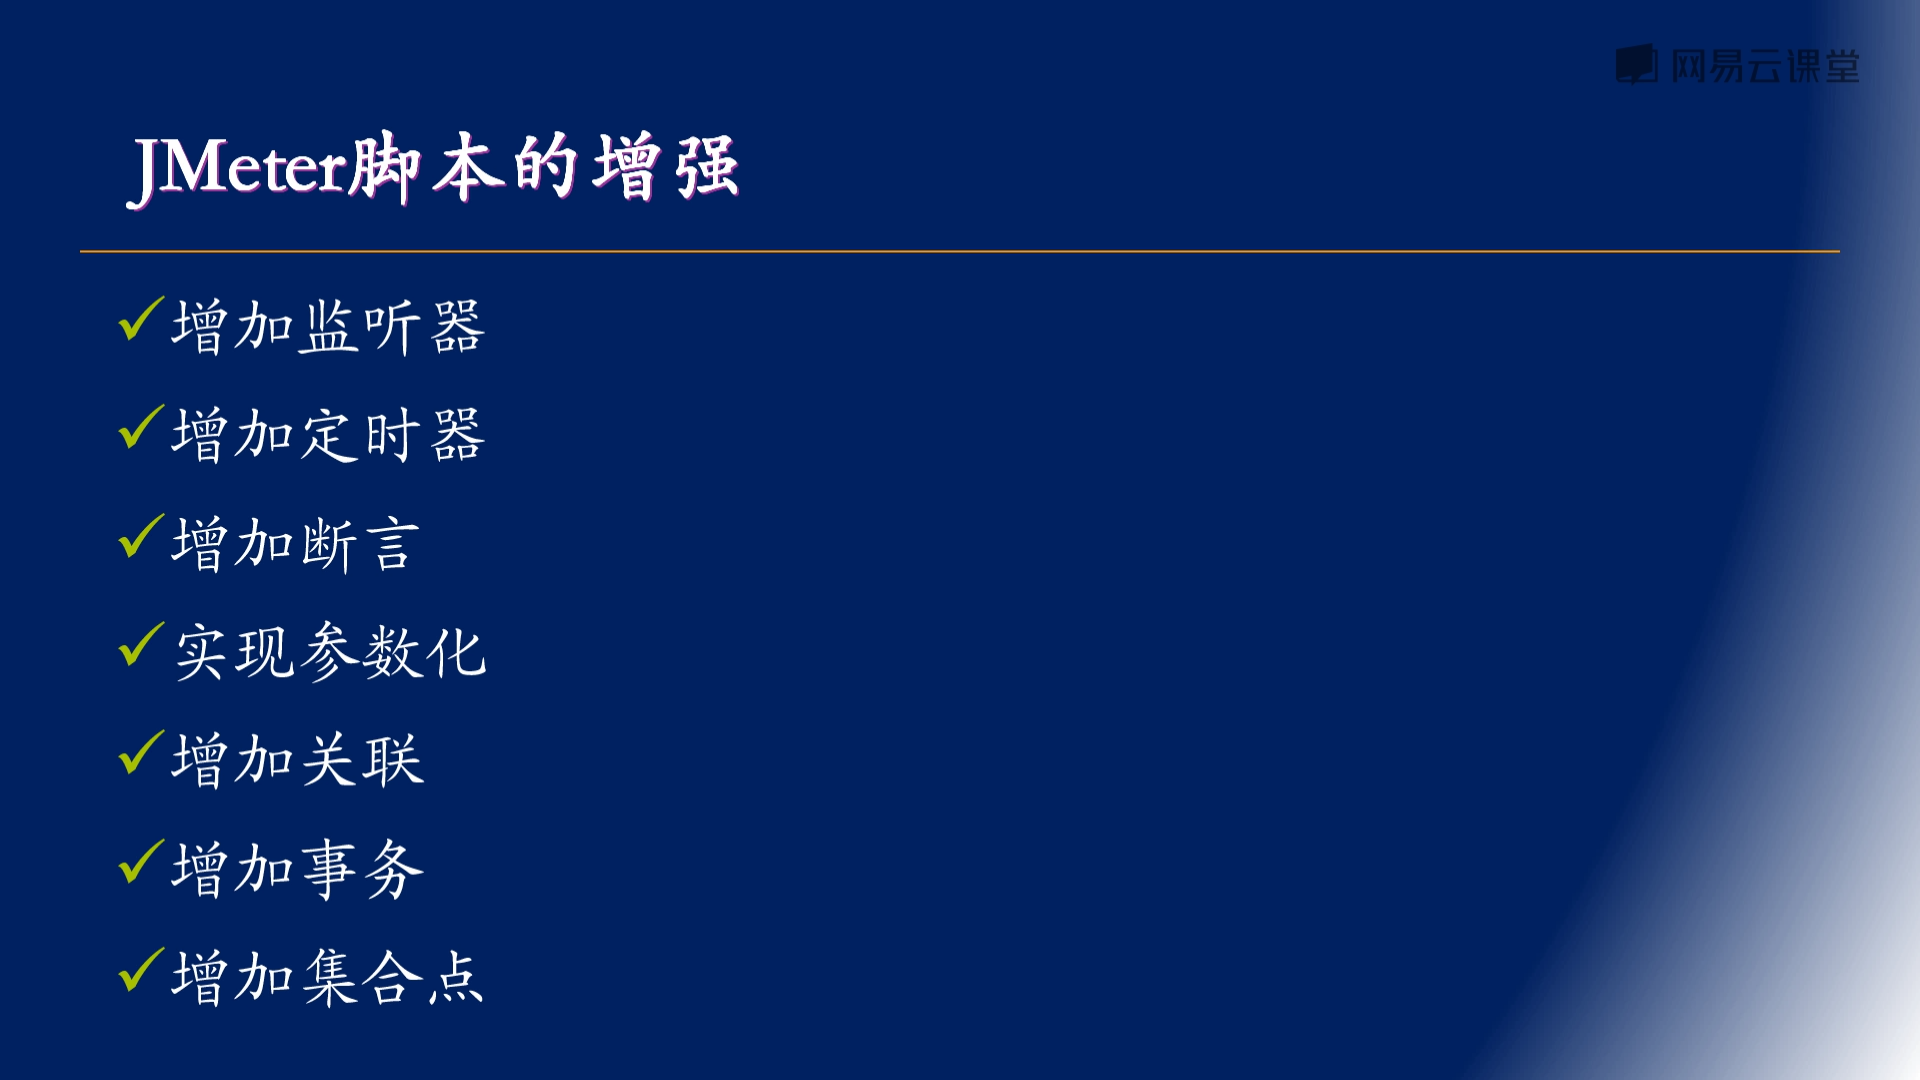 网易云课堂
JMeter脚本的增强
增加监听器
增加定时器
增加断言
实现参数化
增加关联
增加事务
增加集合点